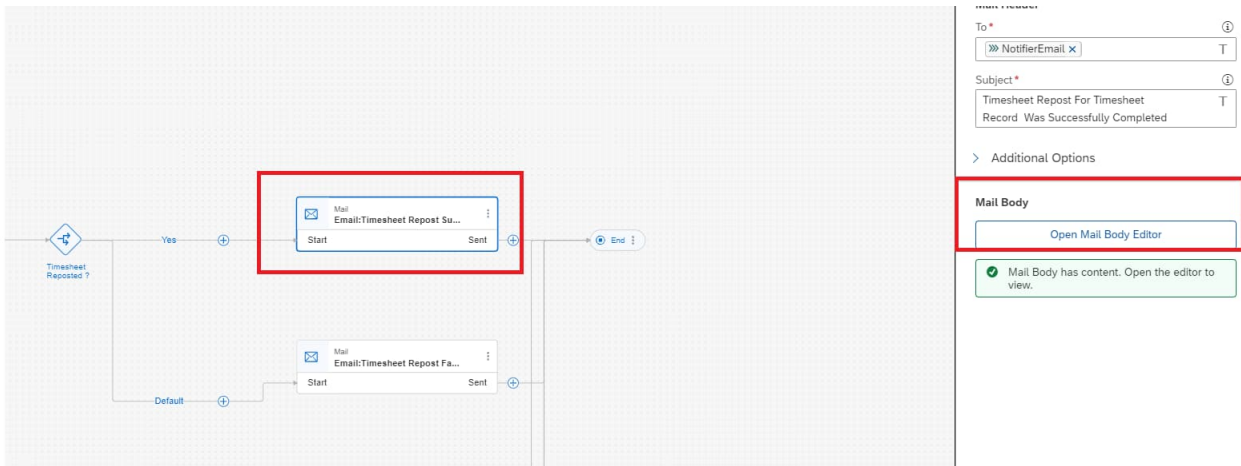 Mail Header
To*
NotifierEmail ×
T
Subject*
Timesheet Repost For Timesheet
T
Record  Was Successfully Completed
Additional Options
Mail Body
Open Mail Body Editor
Mail Body has content. Open the editor to
view.
Timesheet
Reposted ?
Yes
Mail
Email:Timesheet Repost Su...
Start
Sent
End
Mail
Email:Timesheet Repost Fa...
Start
Sent
Default